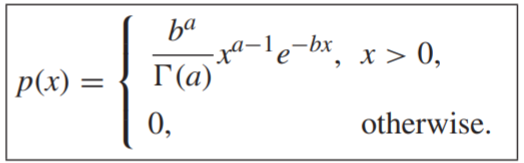 p(x) = { b^a / Γ(a) x^{a−1} e^{−bx}, x > 0,
0, otherwise.